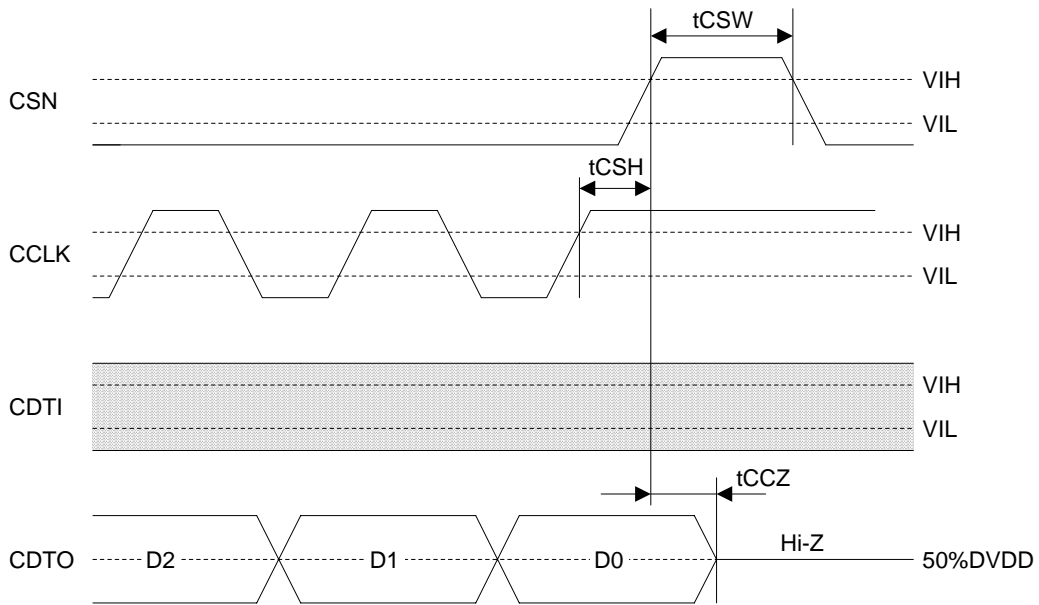 tCSW
CSN
VIH
VIL
tCSH
CCLK
VIH
VIL
CDTI
VIH
VIL
tCCZ
CDTO
D2
D1
D0
Hi-Z
50%DVDD